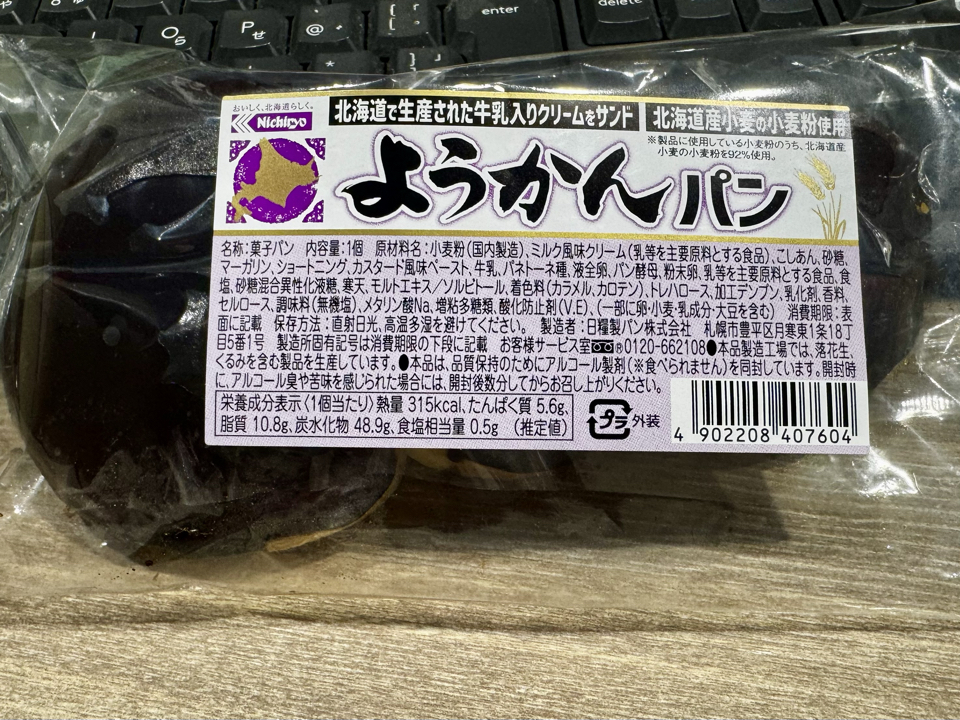 delete
enter
お
Oら
Pせ
@
*
おいしく、北海道らしく。
Nichiryo
北海道で生産された牛乳入りクリームをサンド
北海道産小麦の小麦粉使用
※製品に使用している小麦粉のうち、北海道産
小麦の小麦粉を92%使用。
ようかんパン
名称:菓子パン 内容量:1個 原材料名:小麦粉(国内製造)、ミルク風味クリーム(乳等を主要原料とする食品)、こしあん、砂糖、
マーガリン、ショートニング、カスタード風味ペースト、牛乳、パネトーネ種、液全卵、パン酵母、粉末卵、乳等を主要原料とする食品、食
塩、砂糖混合異性化液糖、寒天、モルトエキス/ソルビトール、着色料(カラメル、カロテン)、トレハロース、加工デンプン、乳化剤、香料、
セルロース、調味料(無機塩)、メタリン酸Na、増粘多糖類、酸化防止剤(V.E)、(一部に卵・小麦・乳成分・大豆を含む) 消費期限:表
面に記載 保存方法:直射日光、高温多湿を避けてください。 製造者:日糧製パン株式会社 札幌市豊平区月寒東1条18丁
目5番1号 製造所固有記号は消費期限の下段に記載 お客様サービス室®0120-662108●本品製造工場では、落花生、
くるみを含む製品を生産しています。●本品は、品質保持のためにアルコール製剤(※食べられません)を同封しています。開封時
に、アルコール臭や苦味を感じられた場合には、開封後数分してからお召し上がりください。
栄養成分表示〈1個当たり〉熱量 315kcal、たんぱく質 5.6g、
脂質 10.8g、炭水化物 48.9g、食塩相当量 0.5g (推定値)
プラ 外装
4 902208 407604